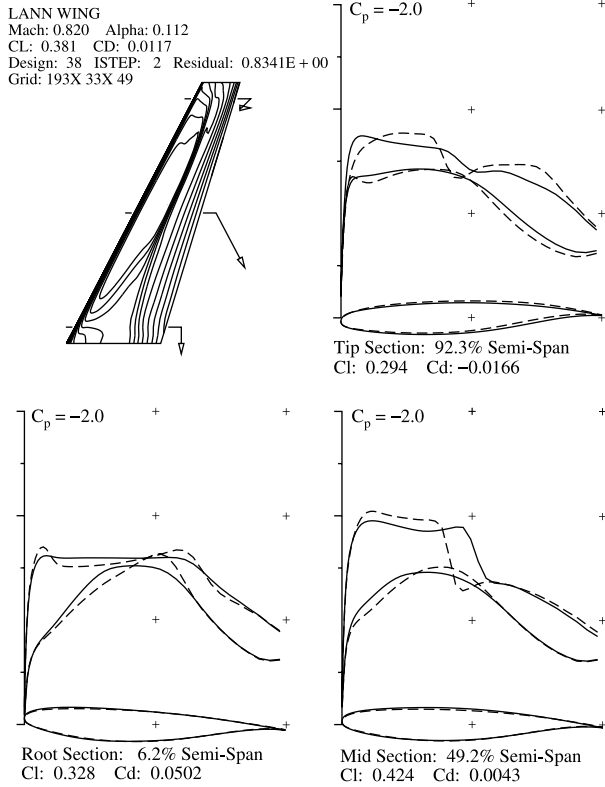 LANN WING
Mach: 0.820 Alpha: 0.112
CL: 0.381 CD: 0.0117
Design: 38 ISTEP: 2 Residual: 0.8341E + 00
Grid: 193X 33X 49
Cp = −2.0
Tip Section: 92.3% Semi-Span
Cl: 0.294 Cd: −0.0166
Cp = −2.0
Root Section: 6.2% Semi-Span
Cl: 0.328 Cd: 0.0502
Cp = −2.0
Mid Section: 49.2% Semi-Span
Cl: 0.424 Cd: 0.0043